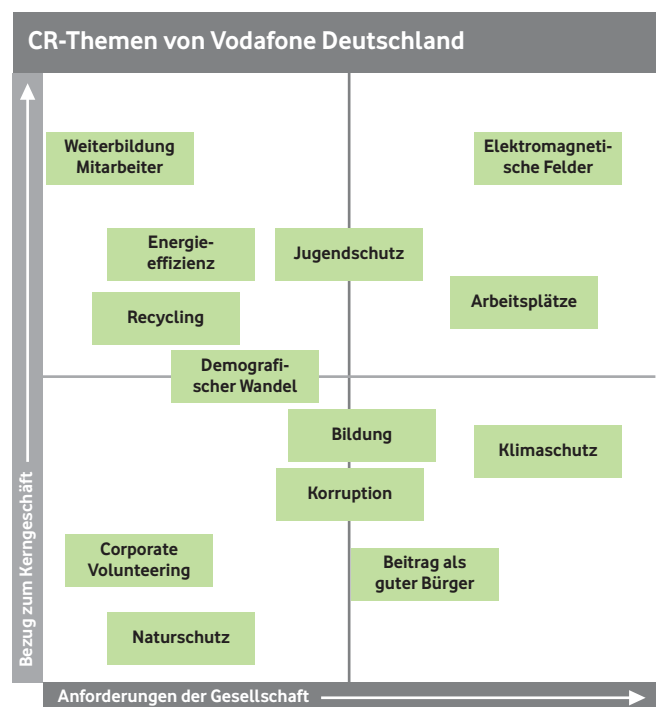 CR-Themen von Vodafone Deutschland
Weiterbildung
Mitarbeiter
Elektromagneti-
sche Felder
Energie-
effizienz
Jugendschutz
Arbeitsplätze
Recycling
Demografi-
scher Wandel
Bildung
Klimaschutz
Korruption
Corporate
Volunteering
Beitrag als
guter Bürger
Naturschutz
Bezug zum Kerngeschäft
Anforderungen der Gesellschaft